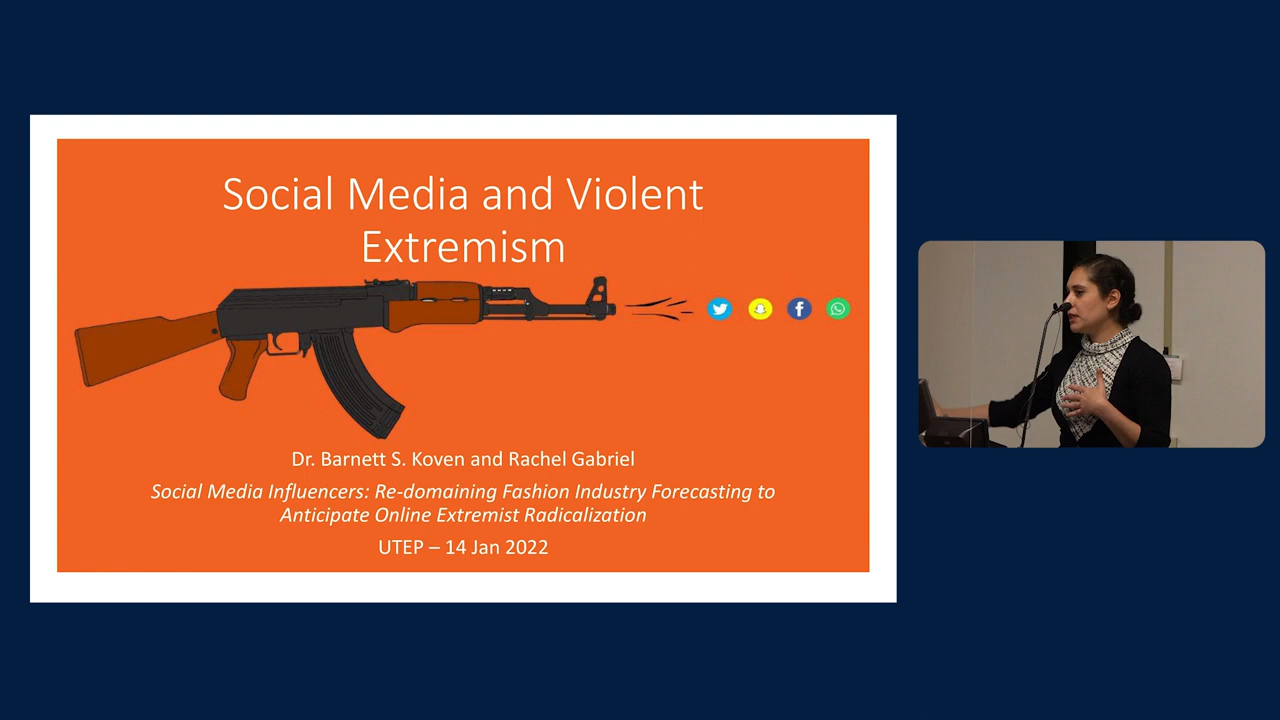 Social Media and Violent
Extremism
Dr. Barnett S. Koven and Rachel Gabriel
Social Media Influencers: Re-domaining Fashion Industry Forecasting to
Anticipate Online Extremist Radicalization
UTEP – 14 Jan 2022